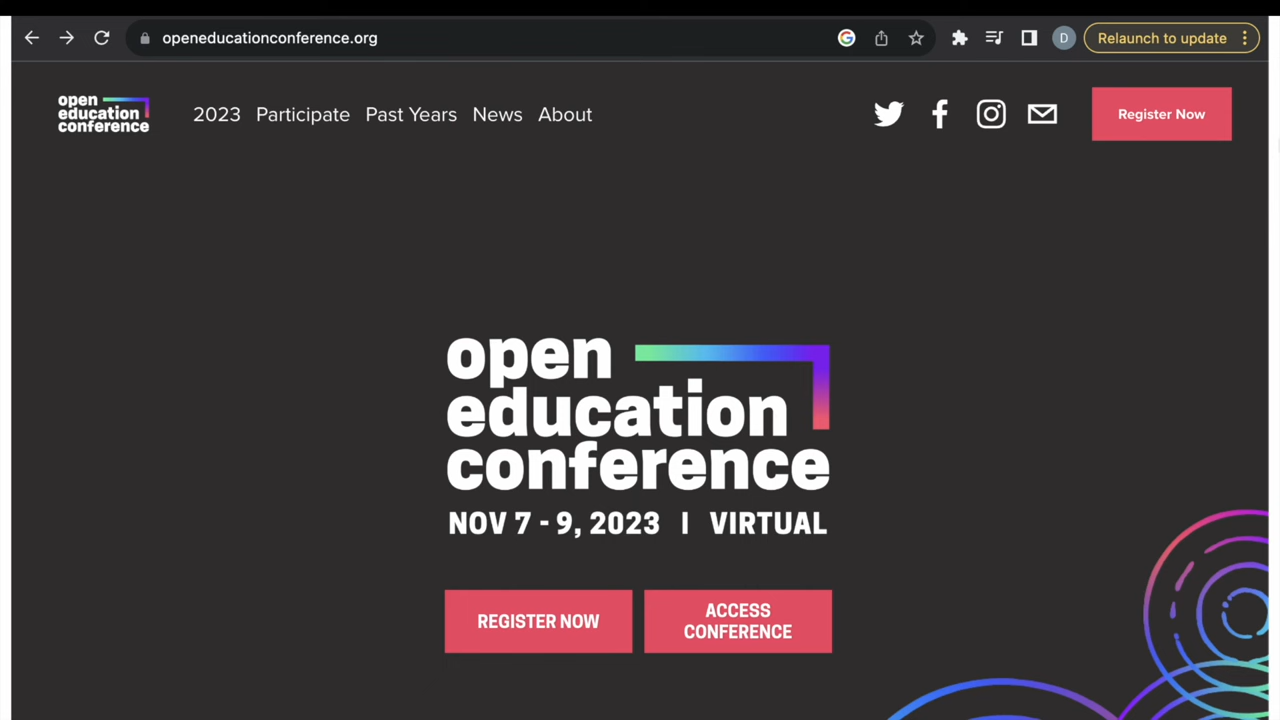 openeducationconference.org
D
Relaunch to update
open
education
conference
2023 Participate Past Years News About
Register Now
open
education
conference
NOV 7 - 9, 2023 | VIRTUAL
REGISTER NOW
ACCESS
CONFERENCE